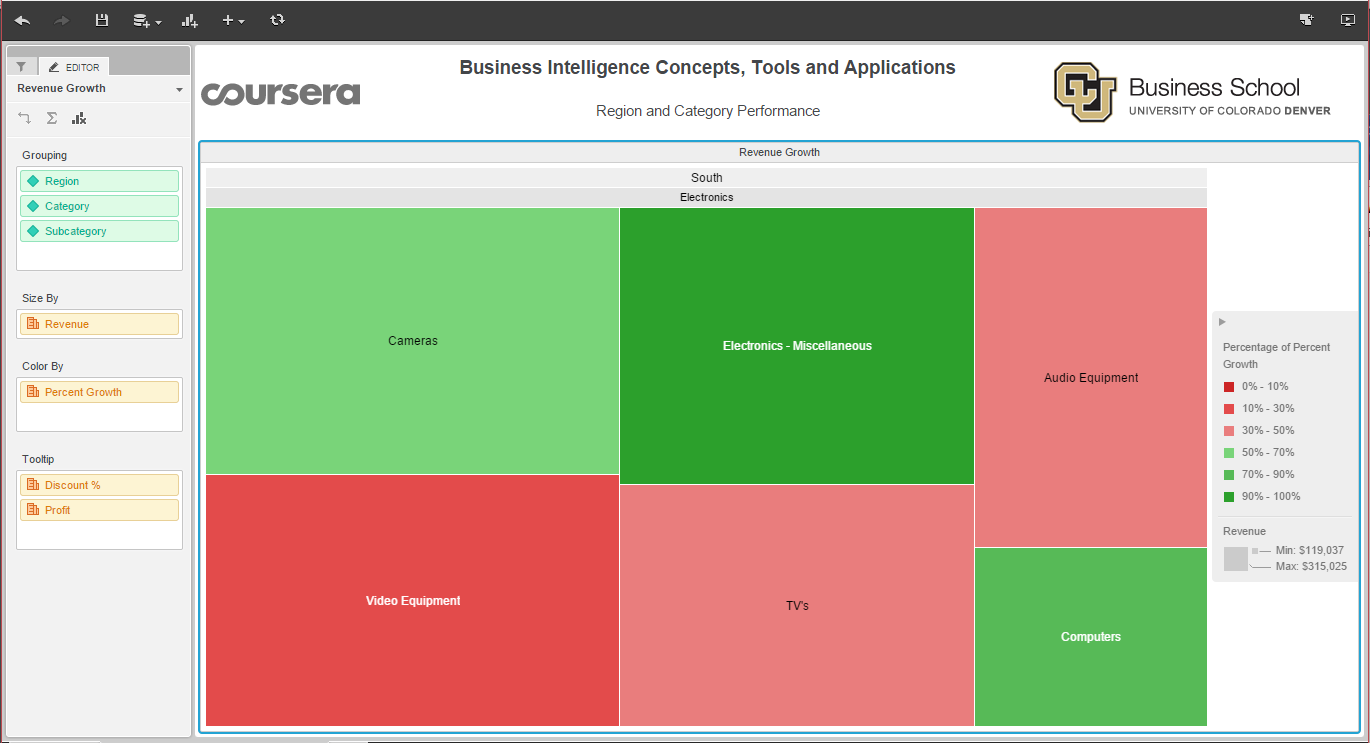 Business Intelligence Concepts, Tools and Applications
coursera
Region and Category Performance
CU
Business School
UNIVERSITY OF COLORADO DENVER
EDITOR
Revenue Growth
Grouping
Region
Category
Subcategory
Size By
Revenue
Color By
Percent Growth
Tooltip
Discount %
Profit
Revenue Growth
South
Electronics
Cameras
Electronics - Miscellaneous
Audio Equipment
Video Equipment
TV's
Computers
Percentage of Percent
Growth
0% - 10%
10% - 30%
30% - 50%
50% - 70%
70% - 90%
90% - 100%
Revenue
Min: $119,037
Max: $315,025